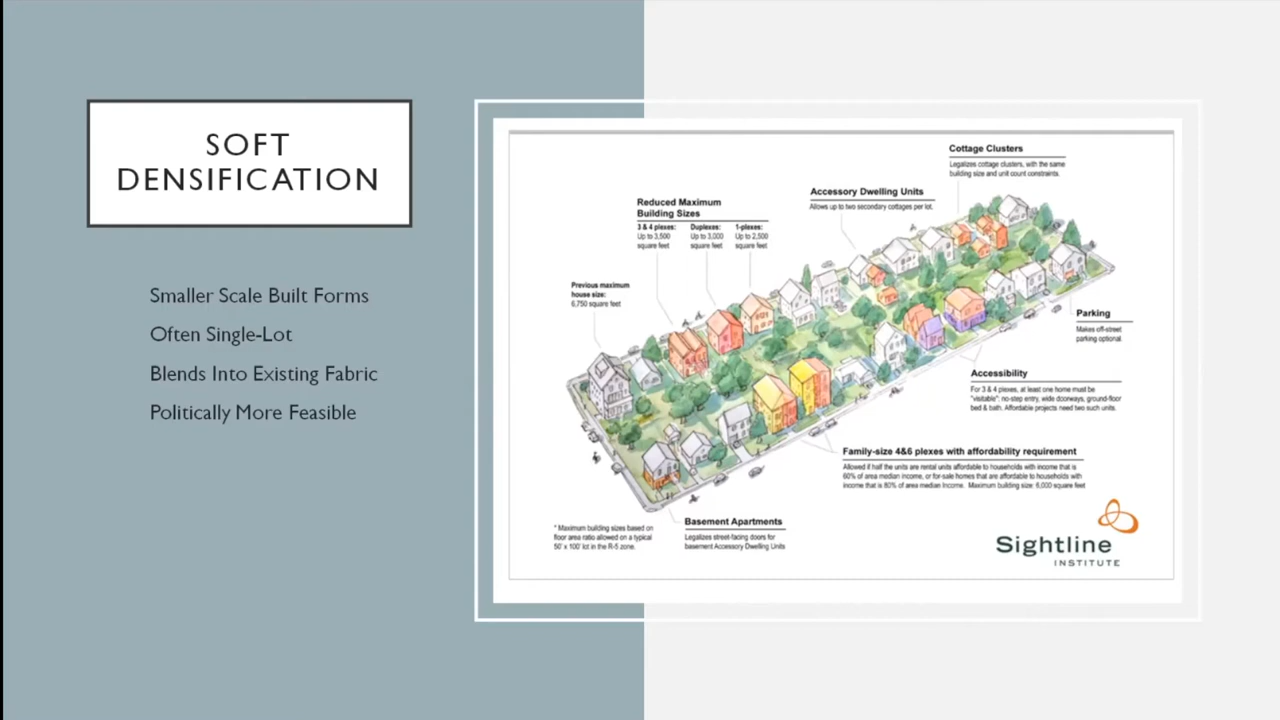 SOFT
DENSIFICATION
Smaller Scale Built Forms
Often Single-Lot
Blends Into Existing Fabric
Politically More Feasible
Cottage Clusters
Legalizes cottage clusters, with the same
building size and unit count constraints.
Accessory Dwelling Units
Allows up to two secondary cottages per lot.
Reduced Maximum
Building Sizes
3 & 4 plexes:
Up to 3,500
square feet
Duplexes:
Up to 3,000
square feet
1-plexes:
Up to 2,500
square feet
Previous maximum
house size:
6,750 square feet
Parking
Makes off-street
parking optional.
Accessibility
For 3 & 4 plexes, at least one home must be
"visitable": no-step entry, wide doorways, ground-floor
bed & bath. Affordable projects need two such units.
Family-size 4&6 plexes with affordability requirement
Allowed if half the units are rental units affordable to households with income that is
60% of area median income, or for-sale homes that are affordable to households with
income that is 80% of area median Income. Maximum building size: 6,000 square feet
Basement Apartments
Legalizes street-facing doors for
basement Accessory Dwelling Units
* Maximum building sizes based on
floor area ratio allowed on a typical
50' x 100' lot in the R-5 zone.
Sightline
INSTITUTE